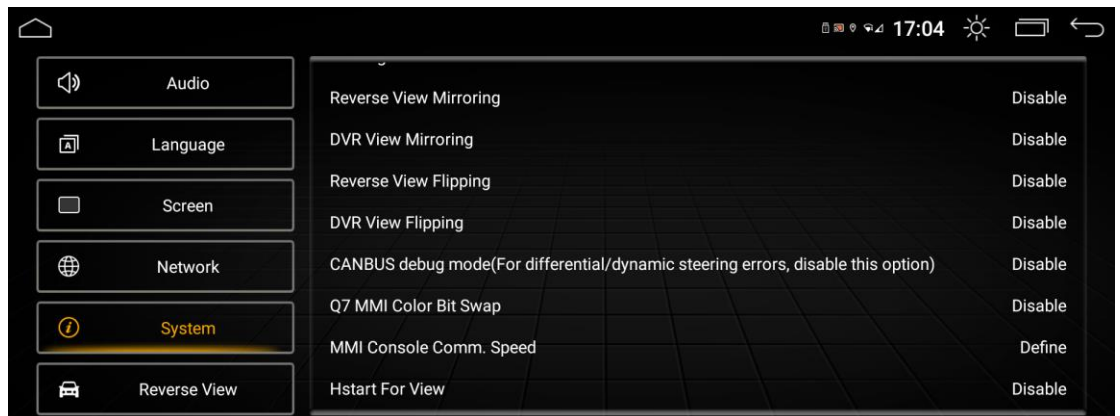 17:04
Audio
Language
Screen
Network
System
Reverse View
Reverse View Mirroring Disable
DVR View Mirroring Disable
Reverse View Flipping Disable
DVR View Flipping Disable
CANBUS debug mode(For differential/dynamic steering errors, disable this option) Disable
Q7 MMI Color Bit Swap Disable
MMI Console Comm. Speed Define
Hstart For View Disable